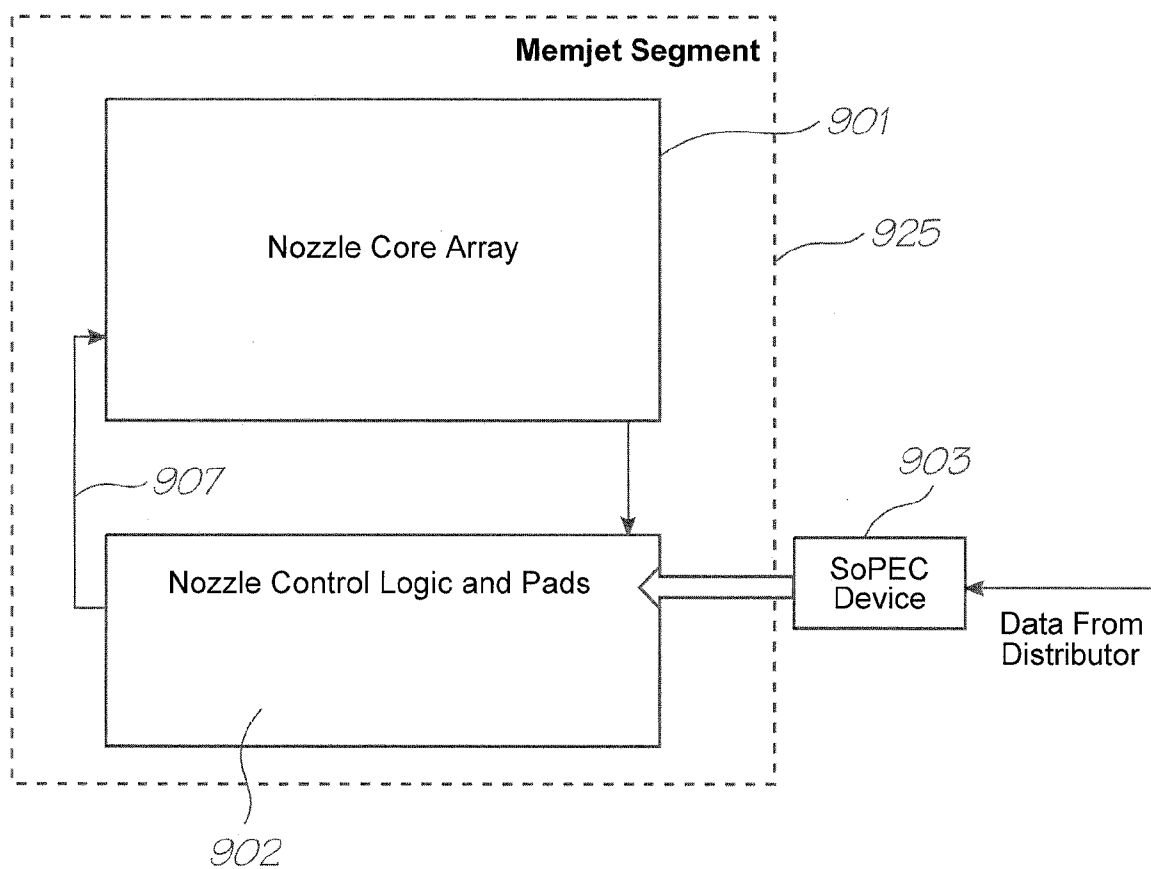 Memjet Segment
901
Nozzle Core Array
925
907
903
Nozzle Control Logic and Pads
SoPEC
Device
Data From
Distributor
902